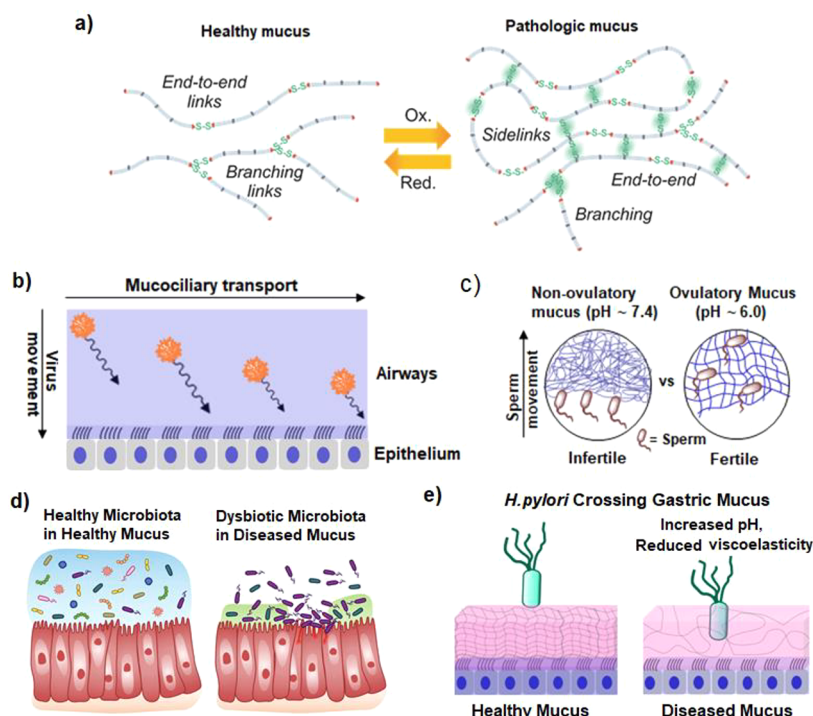 a)
Healthy mucus
Pathologic mucus
End-to-end
links
S-S
S-S
Branching
links
Ox.
Red.
Sidelinks
End-to-end
Branching
b)
Mucociliary transport
Virus
movement
Airways
Epithelium
c)
Non-ovulatory
mucus (pH ~ 7.4)
Ovulatory Mucus
(pH ~ 6.0)
Sperm
movement
vs
= Sperm
Infertile
Fertile
d)
Healthy Microbiota
in Healthy Mucus
Dysbiotic Microbiota
in Diseased Mucus
e)
H.pylori Crossing Gastric Mucus
Increased pH,
Reduced viscoelasticity
Healthy Mucus
Diseased Mucus